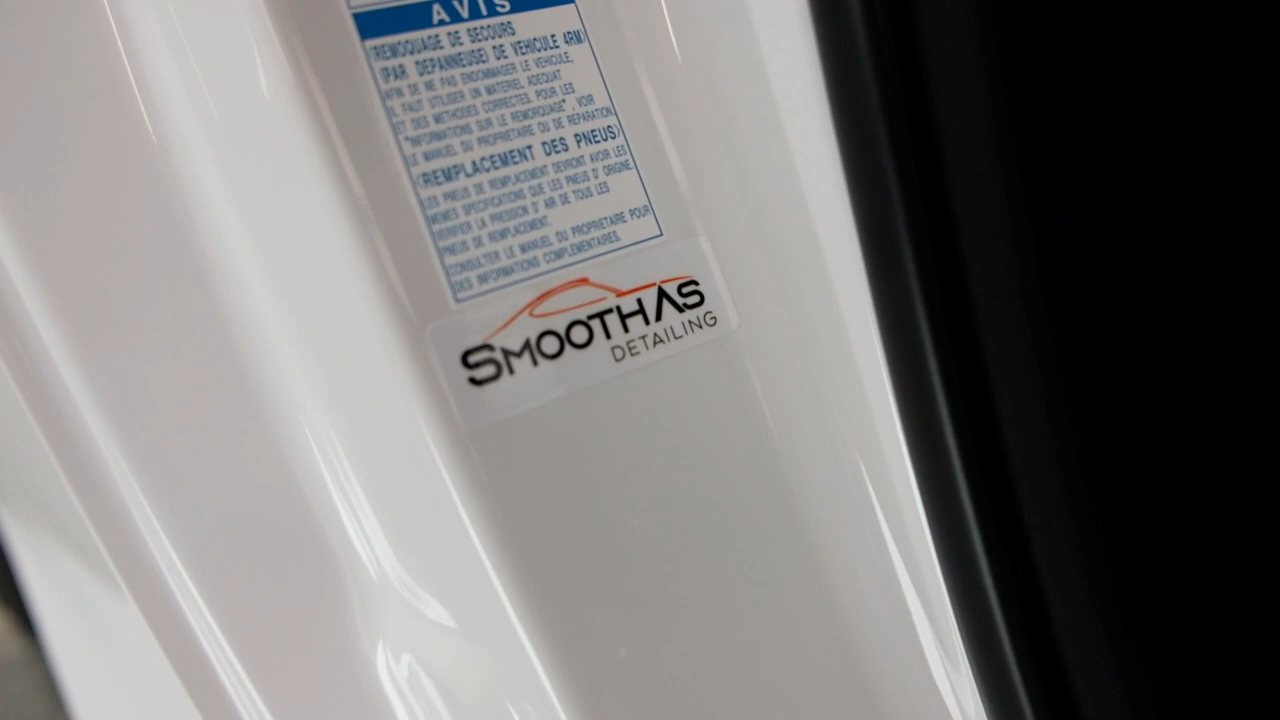 AVIS
(REMOQUAGE DE SECOURS
(PAR DEPANNEUSE) DE VEHICULE 4RM)
AFIN DE NE PAS ENDOMMAGER LE VEHICULE,
IL FAUT UTILISER UN MATERIEL ADEQUAT
ET DES METHODES CORRECTES. POUR LES
"INFORMATIONS SUR LE REMORQUAGE", VOIR
LE MANUEL DU PROPRIETAIRE OU DE REPARATION.
(REMPLACEMENT DES PNEUS)
LES PNEUS DE REMPLACEMENT DEVRONT AVOIR LES
MEMES SPECIFICATIONS QUE LES PNEUS D'ORIGINE.
VERIFIER LA PRESSION D'AIR DE TOUS LES
PNEUS DE REMPLACEMENT.
CONSULTER LE MANUEL DU PROPRIETAIRE POUR
DES INFORMATIONS COMPLEMENTAIRES.
SMOOTHAS
DETAILING